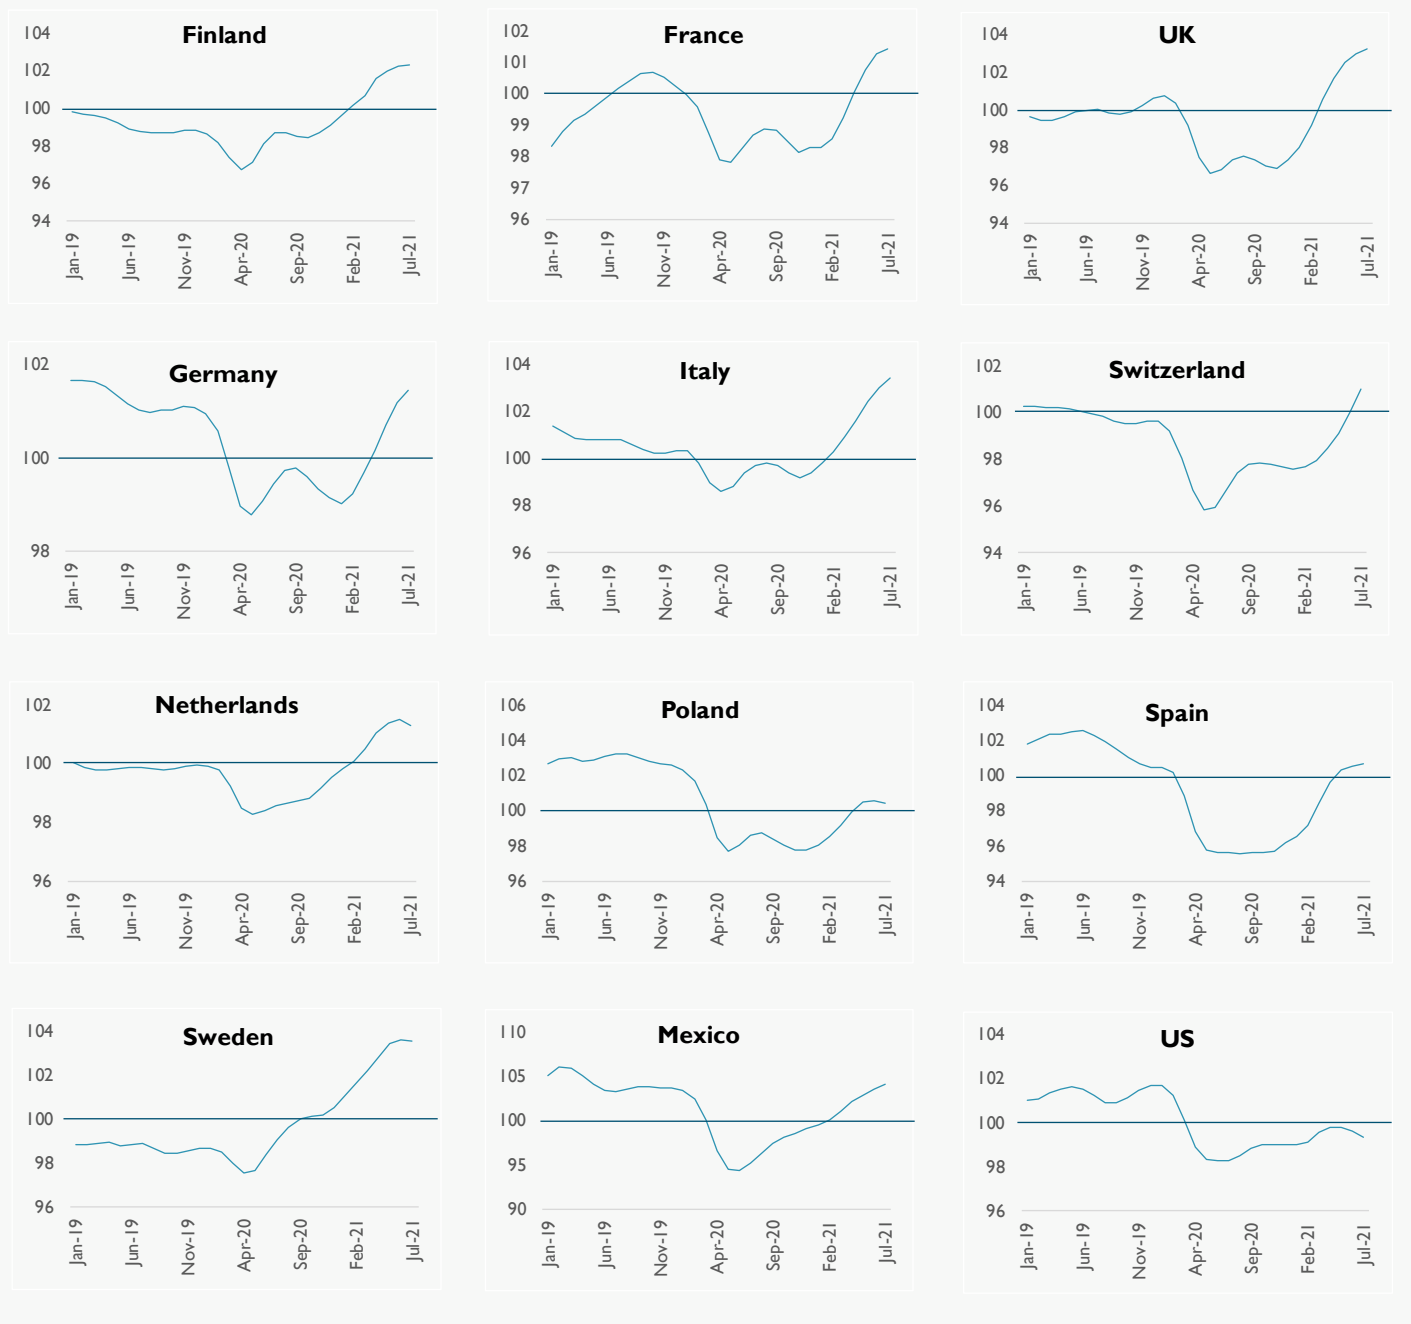 Finland
104
102
100
98
96
94
Jan-19
Jun-19
Nov-19
Apr-20
Sep-20
Feb-21
Jul-21
France
102
101
100
99
98
97
96
Jan-19
Jun-19
Nov-19
Apr-20
Sep-20
Feb-21
Jul-21
UK
104
102
100
98
96
94
Jan-19
Jun-19
Nov-19
Apr-20
Sep-20
Feb-21
Jul-21
Germany
102
100
98
Jan-19
Jun-19
Nov-19
Apr-20
Sep-20
Feb-21
Jul-21
Italy
104
102
100
98
96
Jan-19
Jun-19
Nov-19
Apr-20
Sep-20
Feb-21
Jul-21
Switzerland
102
100
98
96
94
Jan-19
Jun-19
Nov-19
Apr-20
Sep-20
Feb-21
Jul-21
Netherlands
102
100
98
96
Jan-19
Jun-19
Nov-19
Apr-20
Sep-20
Feb-21
Jul-21
Poland
106
104
102
100
98
96
Jan-19
Jun-19
Nov-19
Apr-20
Sep-20
Feb-21
Jul-21
Spain
104
102
100
98
96
94
Jan-19
Jun-19
Nov-19
Apr-20
Sep-20
Feb-21
Jul-21
Sweden
104
102
100
98
96
Jan-19
Jun-19
Nov-19
Apr-20
Sep-20
Feb-21
Jul-21
Mexico
110
105
100
95
90
Jan-19
Jun-19
Nov-19
Apr-20
Sep-20
Feb-21
Jul-21
US
104
102
100
98
96
Jan-19
Jun-19
Nov-19
Apr-20
Sep-20
Feb-21
Jul-21